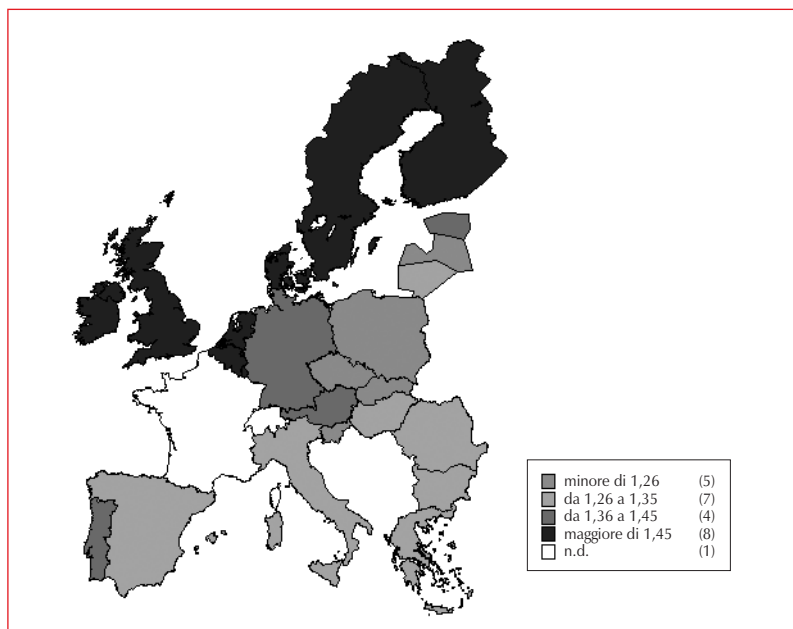 minore di 1,26 (5)
da 1,26 a 1,35 (7)
da 1,36 a 1,45 (4)
maggiore di 1,45 (8)
n.d. (1)